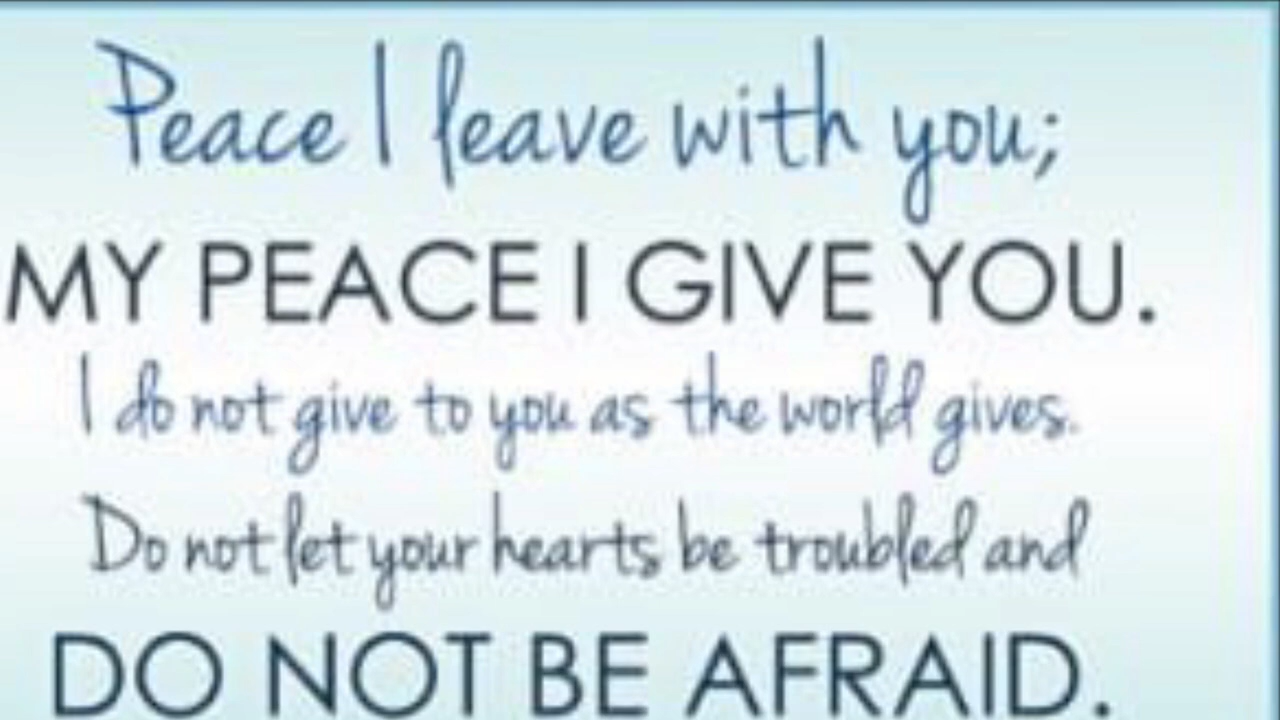 Peace I leave with you;
MY PEACE I GIVE YOU.
I do not give to you as the world gives.
Do not let your hearts be troubled and
DO NOT BE AFRAID.